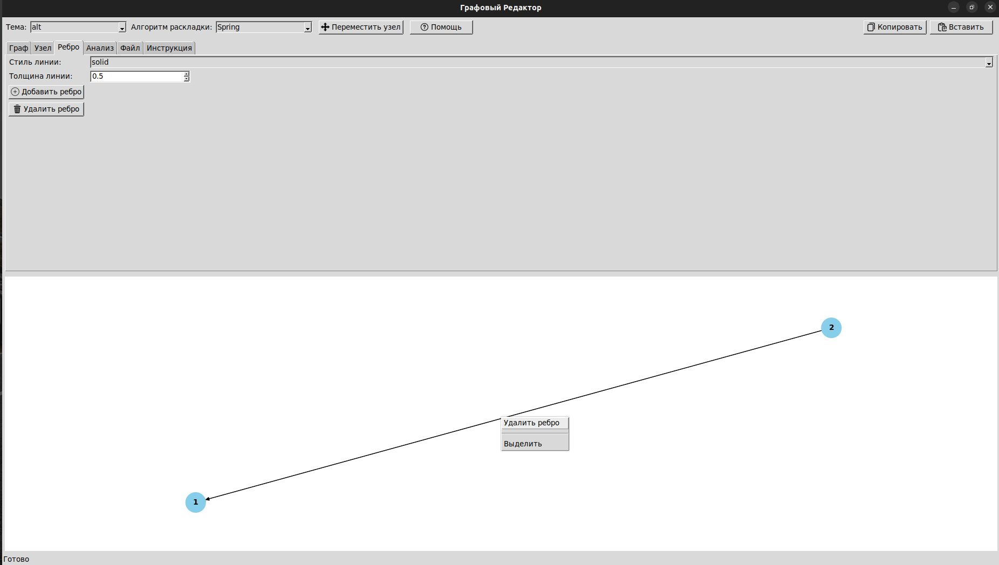 Графовый Редактор
Тема: alt Алгоритм раскладки: Spring Переместить узел Помощь Копировать Вставить
Граф Узел Ребро Анализ Файл Инструкция
Стиль линии: solid
Толщина линии: 0.5
Добавить ребро
Удалить ребро
2
Удалить ребро
Выделить
1
Готово